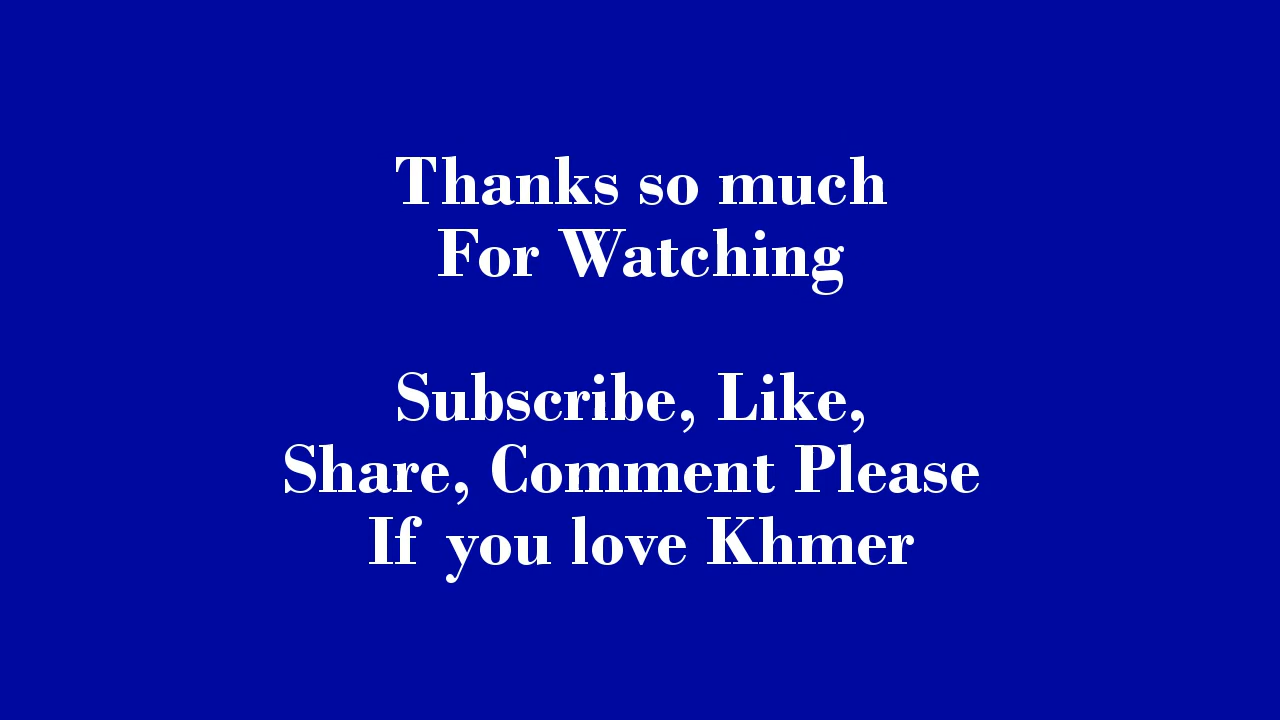 Thanks so much
For Watching
Subscribe, Like,
Share, Comment Please
If you love Khmer